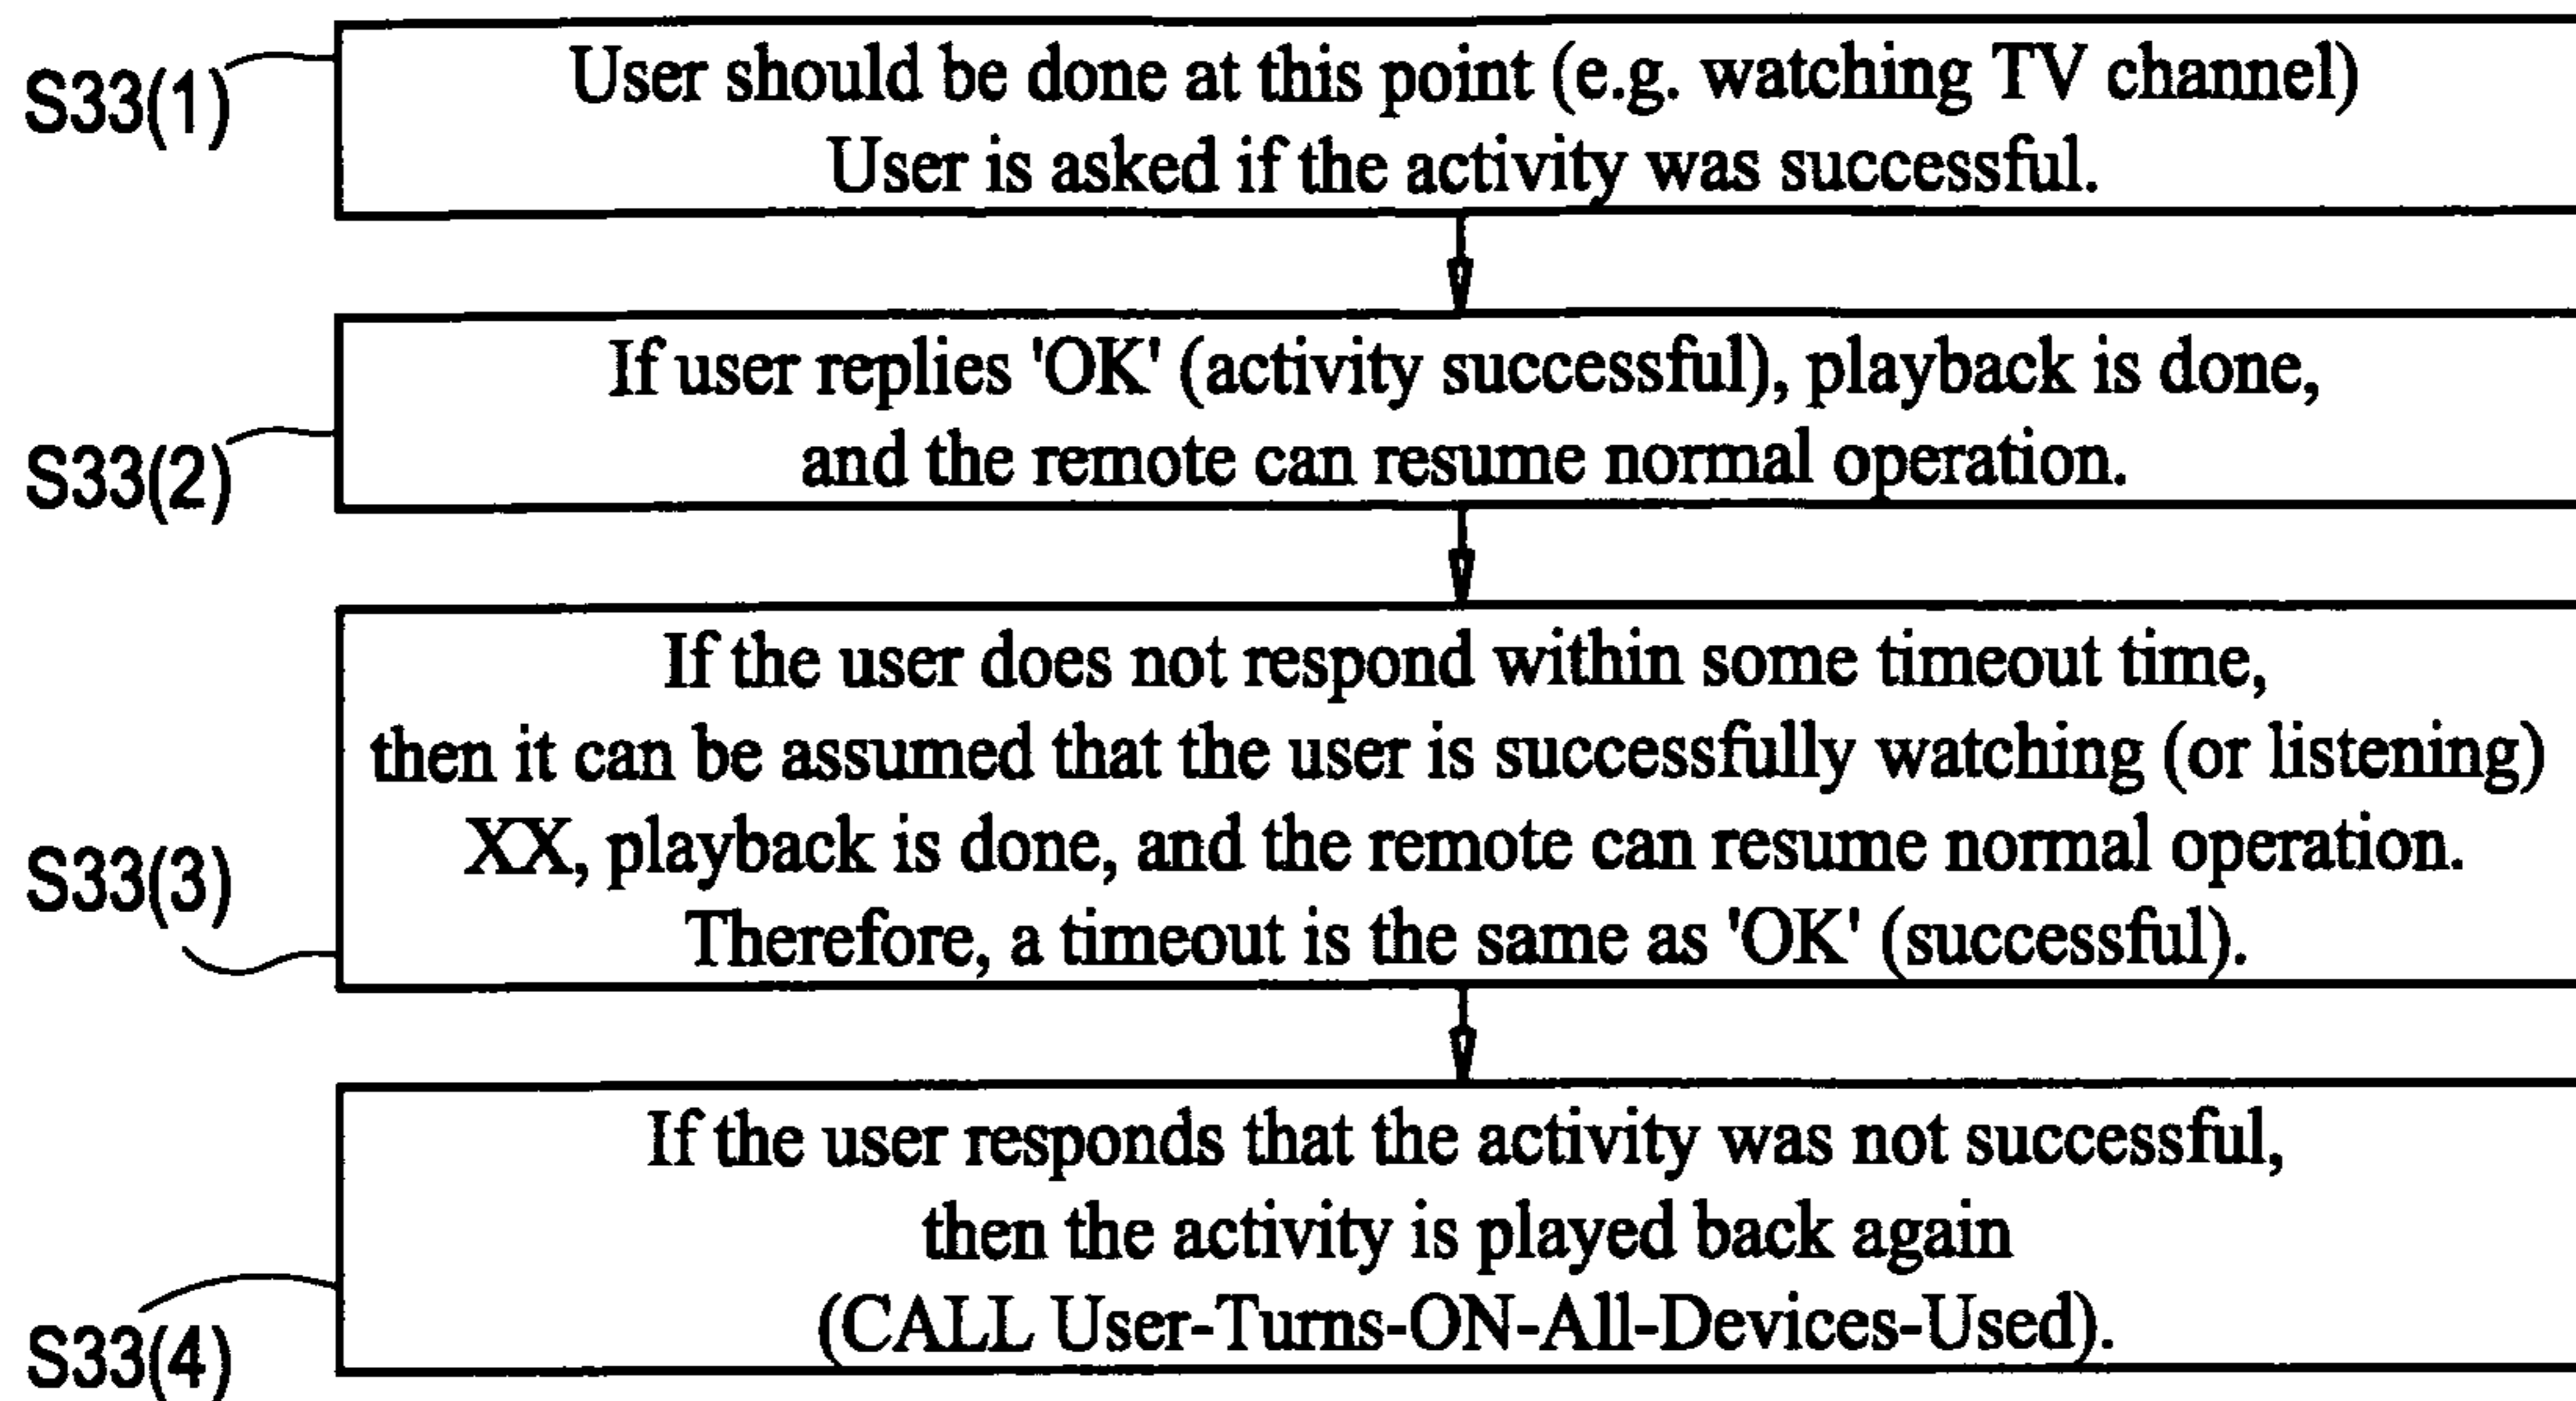 S33(1)
User should be done at this point (e.g. watching TV channel)
User is asked if the activity was successful.
S33(2)
If user replies 'OK' (activity successful), playback is done,
and the remote can resume normal operation.
S33(3)
If the user does not respond within some timeout time,
then it can be assumed that the user is successfully watching (or listening)
XX, playback is done, and the remote can resume normal operation.
Therefore, a timeout is the same as 'OK' (successful).
S33(4)
If the user responds that the activity was not successful,
then the activity is played back again
(CALL User-Turns-ON-All-Devices-Used).